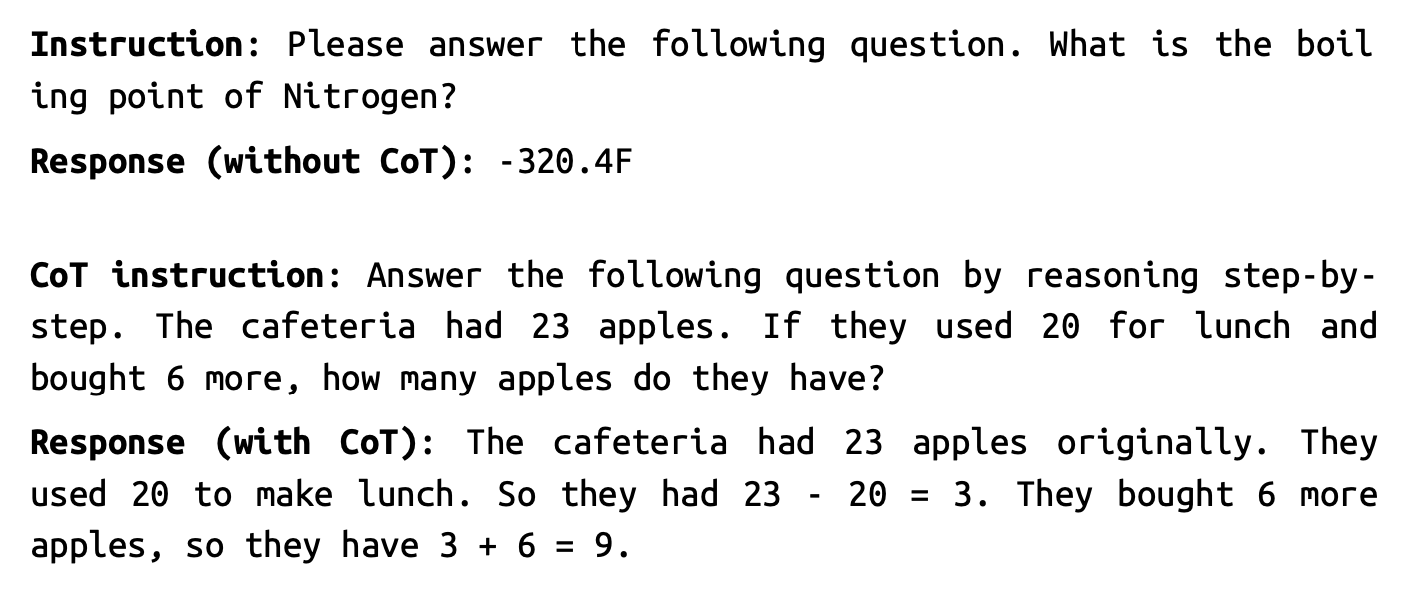 Instruction: Please answer the following question. What is the boil
ing point of Nitrogen?
Response (without CoT): -320.4F
CoT instruction: Answer the following question by reasoning step-by-
step. The cafeteria had 23 apples. If they used 20 for lunch and
bought 6 more, how many apples do they have?
Response (with CoT): The cafeteria had 23 apples originally. They
used 20 to make lunch. So they had 23 - 20 = 3. They bought 6 more
apples, so they have 3 + 6 = 9.